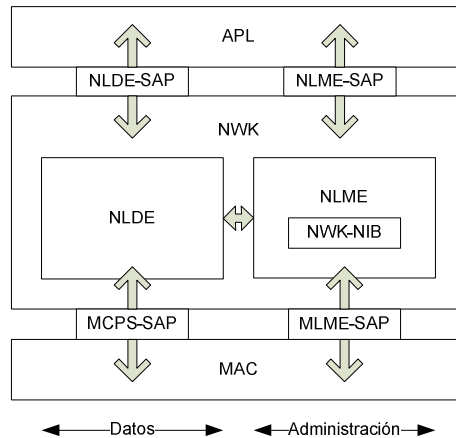 APL
NLDE-SAP
NLME-SAP
NWK
NLDE
NLME
NWK-NIB
MCPS-SAP
MLME-SAP
MAC
Datos
Administración